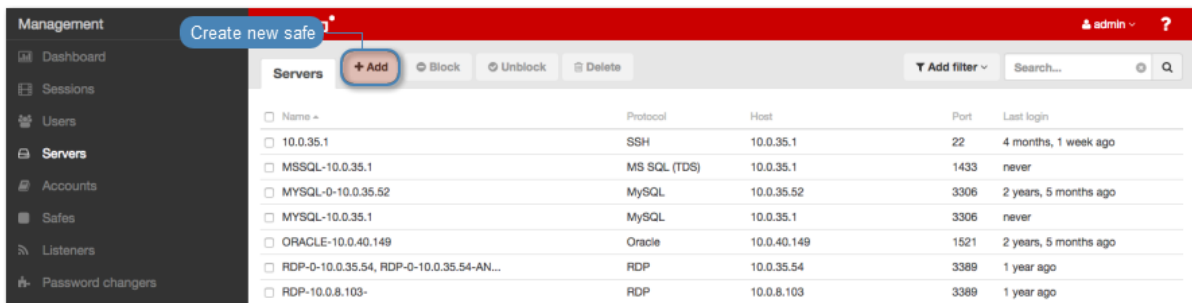 Management
Create new safe
admin
?
Dashboard
Sessions
Users
Servers
Accounts
Safes
Listeners
Password changers
Servers
+ Add
Block
Unblock
Delete
Add filter
Search...
Name Protocol Host Port Last login
10.0.35.1 SSH 10.0.35.1 22 4 months, 1 week ago
MSSQL-10.0.35.1 MS SQL (TDS) 10.0.35.1 1433 never
MYSQL-0-10.0.35.52 MySQL 10.0.35.52 3306 2 years, 5 months ago
MYSQL-10.0.35.1 MySQL 10.0.35.1 3306 never
ORACLE-10.0.40.149 Oracle 10.0.40.149 1521 2 years, 5 months ago
RDP-0-10.0.35.54, RDP-0-10.0.35.54-AN... RDP 10.0.35.54 3389 1 year ago
RDP-10.0.8.103- RDP 10.0.8.103 3389 1 year ago